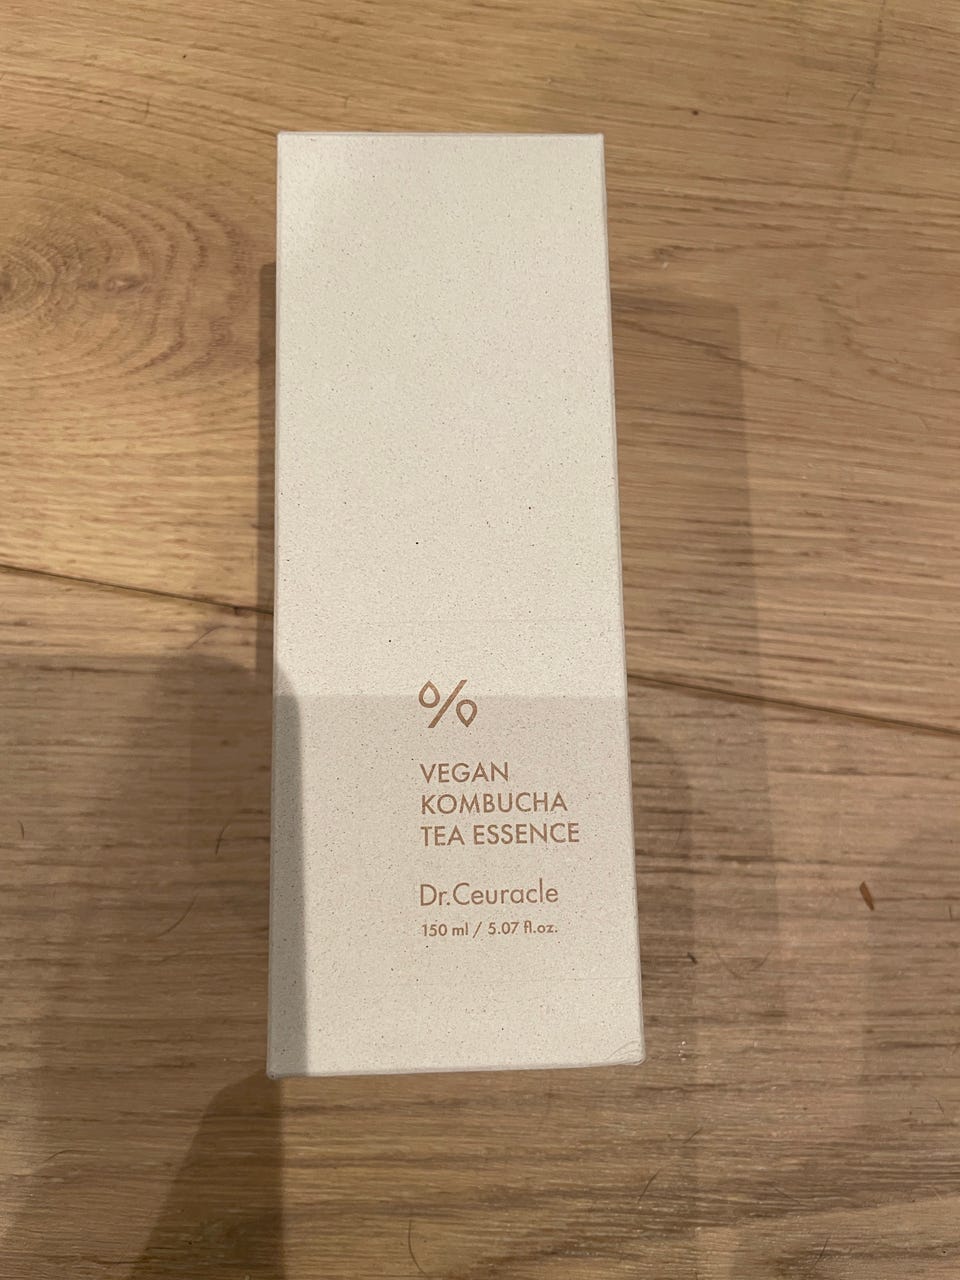 %
VEGAN
KOMBUCHA
TEA ESSENCE
Dr.Ceuracle
150 ml / 5.07 fl.oz.